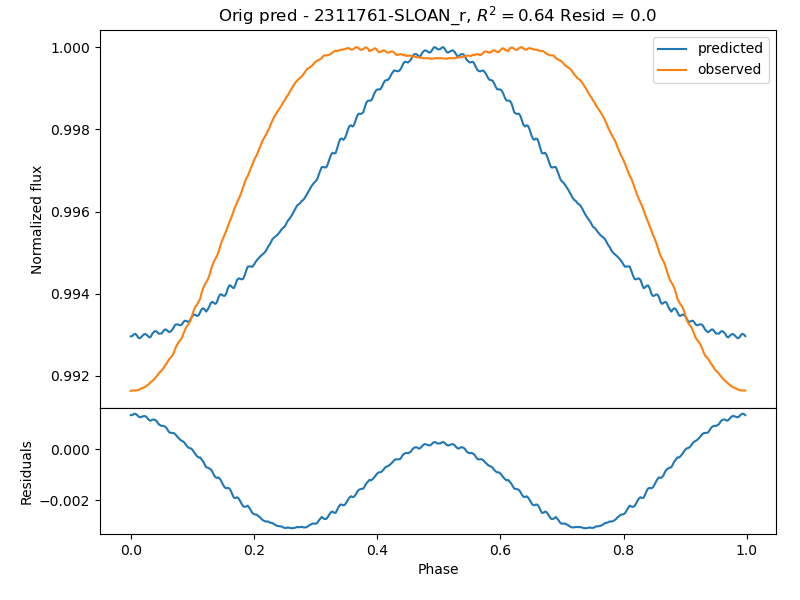 Orig pred - 2311761-SLOAN_r, R² = 0.64 Resid = 0.0
predicted
observed
1.000
0.998
0.996
0.994
0.992
Normalized flux
0.000
−0.002
Residuals
0.0 0.2 0.4 0.6 0.8 1.0
Phase